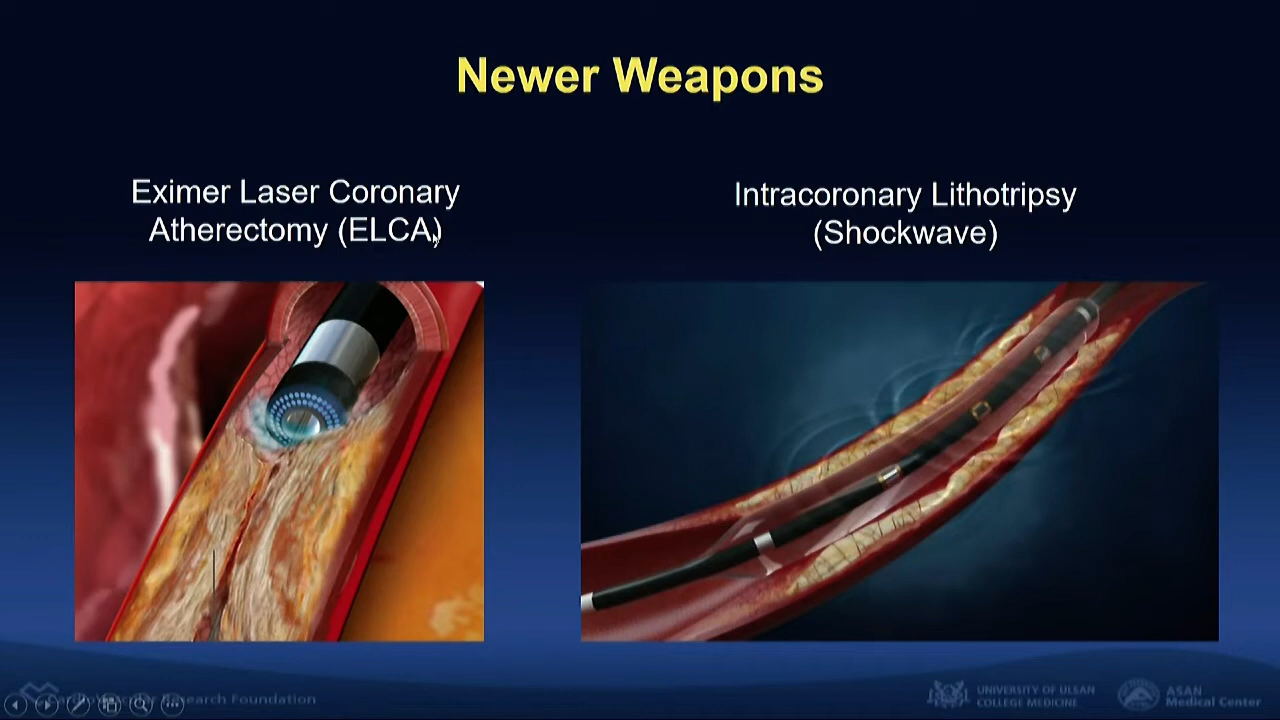 Newer Weapons
Eximer Laser Coronary
Atherectomy (ELCA)
Intracoronary Lithotripsy
(Shockwave)
CardioVascular Research Foundation
UNIVERSITY OF ULSAN
COLLEGE MEDICINE
ASAN
Medical Center